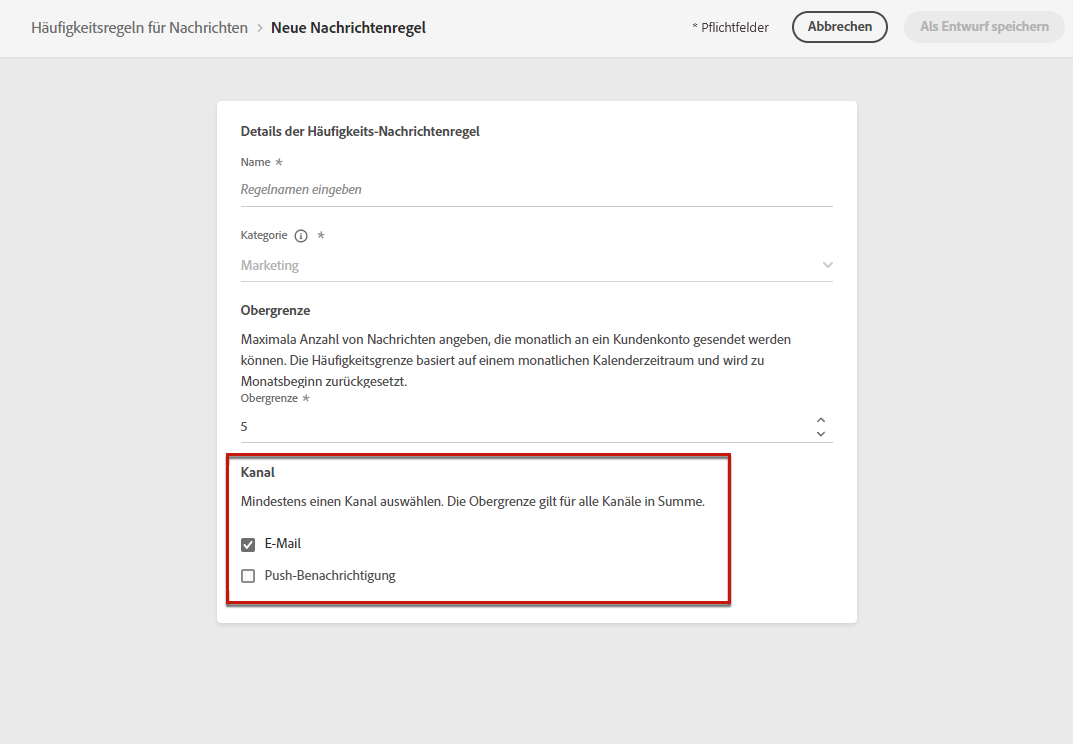 Häufigkeitsregeln für Nachrichten > Neue Nachrichtenregel * Pflichtfelder Abbrechen Als Entwurf speichern
Details der Häufigkeits-Nachrichtenregel
Name *
Regelnamen eingeben
Kategorie *
Marketing
Obergrenze
Maximala Anzahl von Nachrichten angeben, die monatlich an ein Kundenkonto gesendet werden
können. Die Häufigkeitsgrenze basiert auf einem monatlichen Kalenderzeitraum und wird zu
Monatsbeginn zurückgesetzt.
Obergrenze *
5
Kanal
Mindestens einen Kanal auswählen. Die Obergrenze gilt für alle Kanäle in Summe.
E-Mail
Push-Benachrichtigung